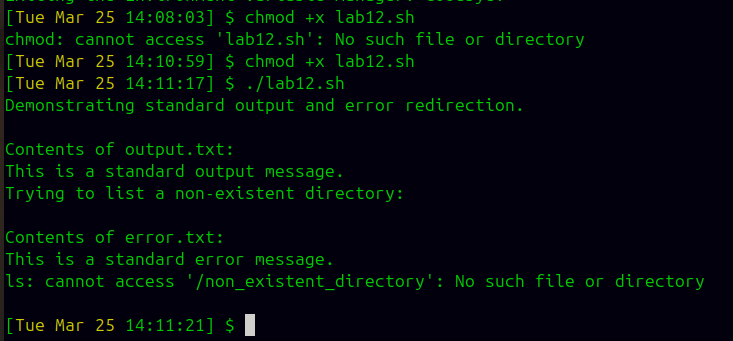 [Tue Mar 25 14:08:03] $ chmod +x lab12.sh
chmod: cannot access 'lab12.sh': No such file or directory
[Tue Mar 25 14:10:59] $ chmod +x lab12.sh
[Tue Mar 25 14:11:17] $ ./lab12.sh
Demonstrating standard output and error redirection.
Contents of output.txt:
This is a standard output message.
Trying to list a non-existent directory:
Contents of error.txt:
This is a standard error message.
ls: cannot access '/non_existent_directory': No such file or directory
[Tue Mar 25 14:11:21] $